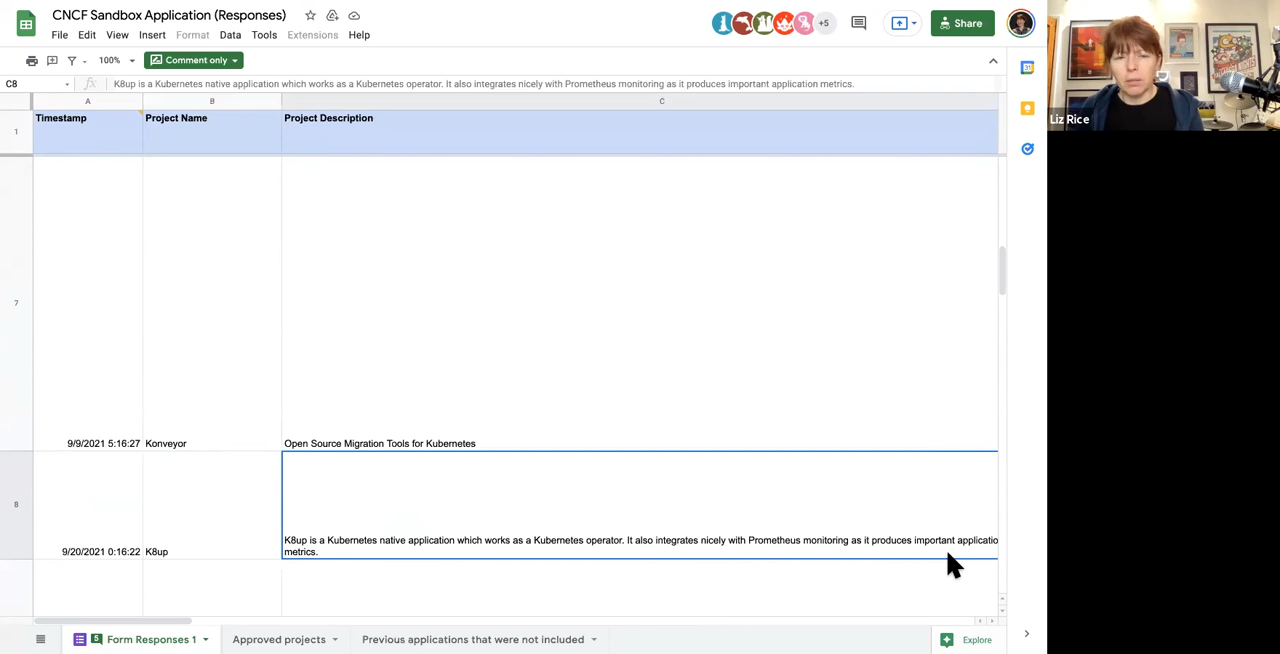 CNCF Sandbox Application (Responses)
File Edit View Insert Format Data Tools Extensions Help
+5
Share
100%
Comment only
C8
fx
K8up is a Kubernetes native application which works as a Kubernetes operator. It also integrates nicely with Prometheus monitoring as it produces important application metrics.
A B C
1 Timestamp Project Name Project Description
7
9/9/2021 5:16:27 Konveyor Open Source Migration Tools for Kubernetes
8
K8up is a Kubernetes native application which works as a Kubernetes operator. It also integrates nicely with Prometheus monitoring as it produces important applicatio
9/20/2021 0:16:22 K8up metrics.
5 Form Responses 1 Approved projects Previous applications that were not included Explore
Liz Rice